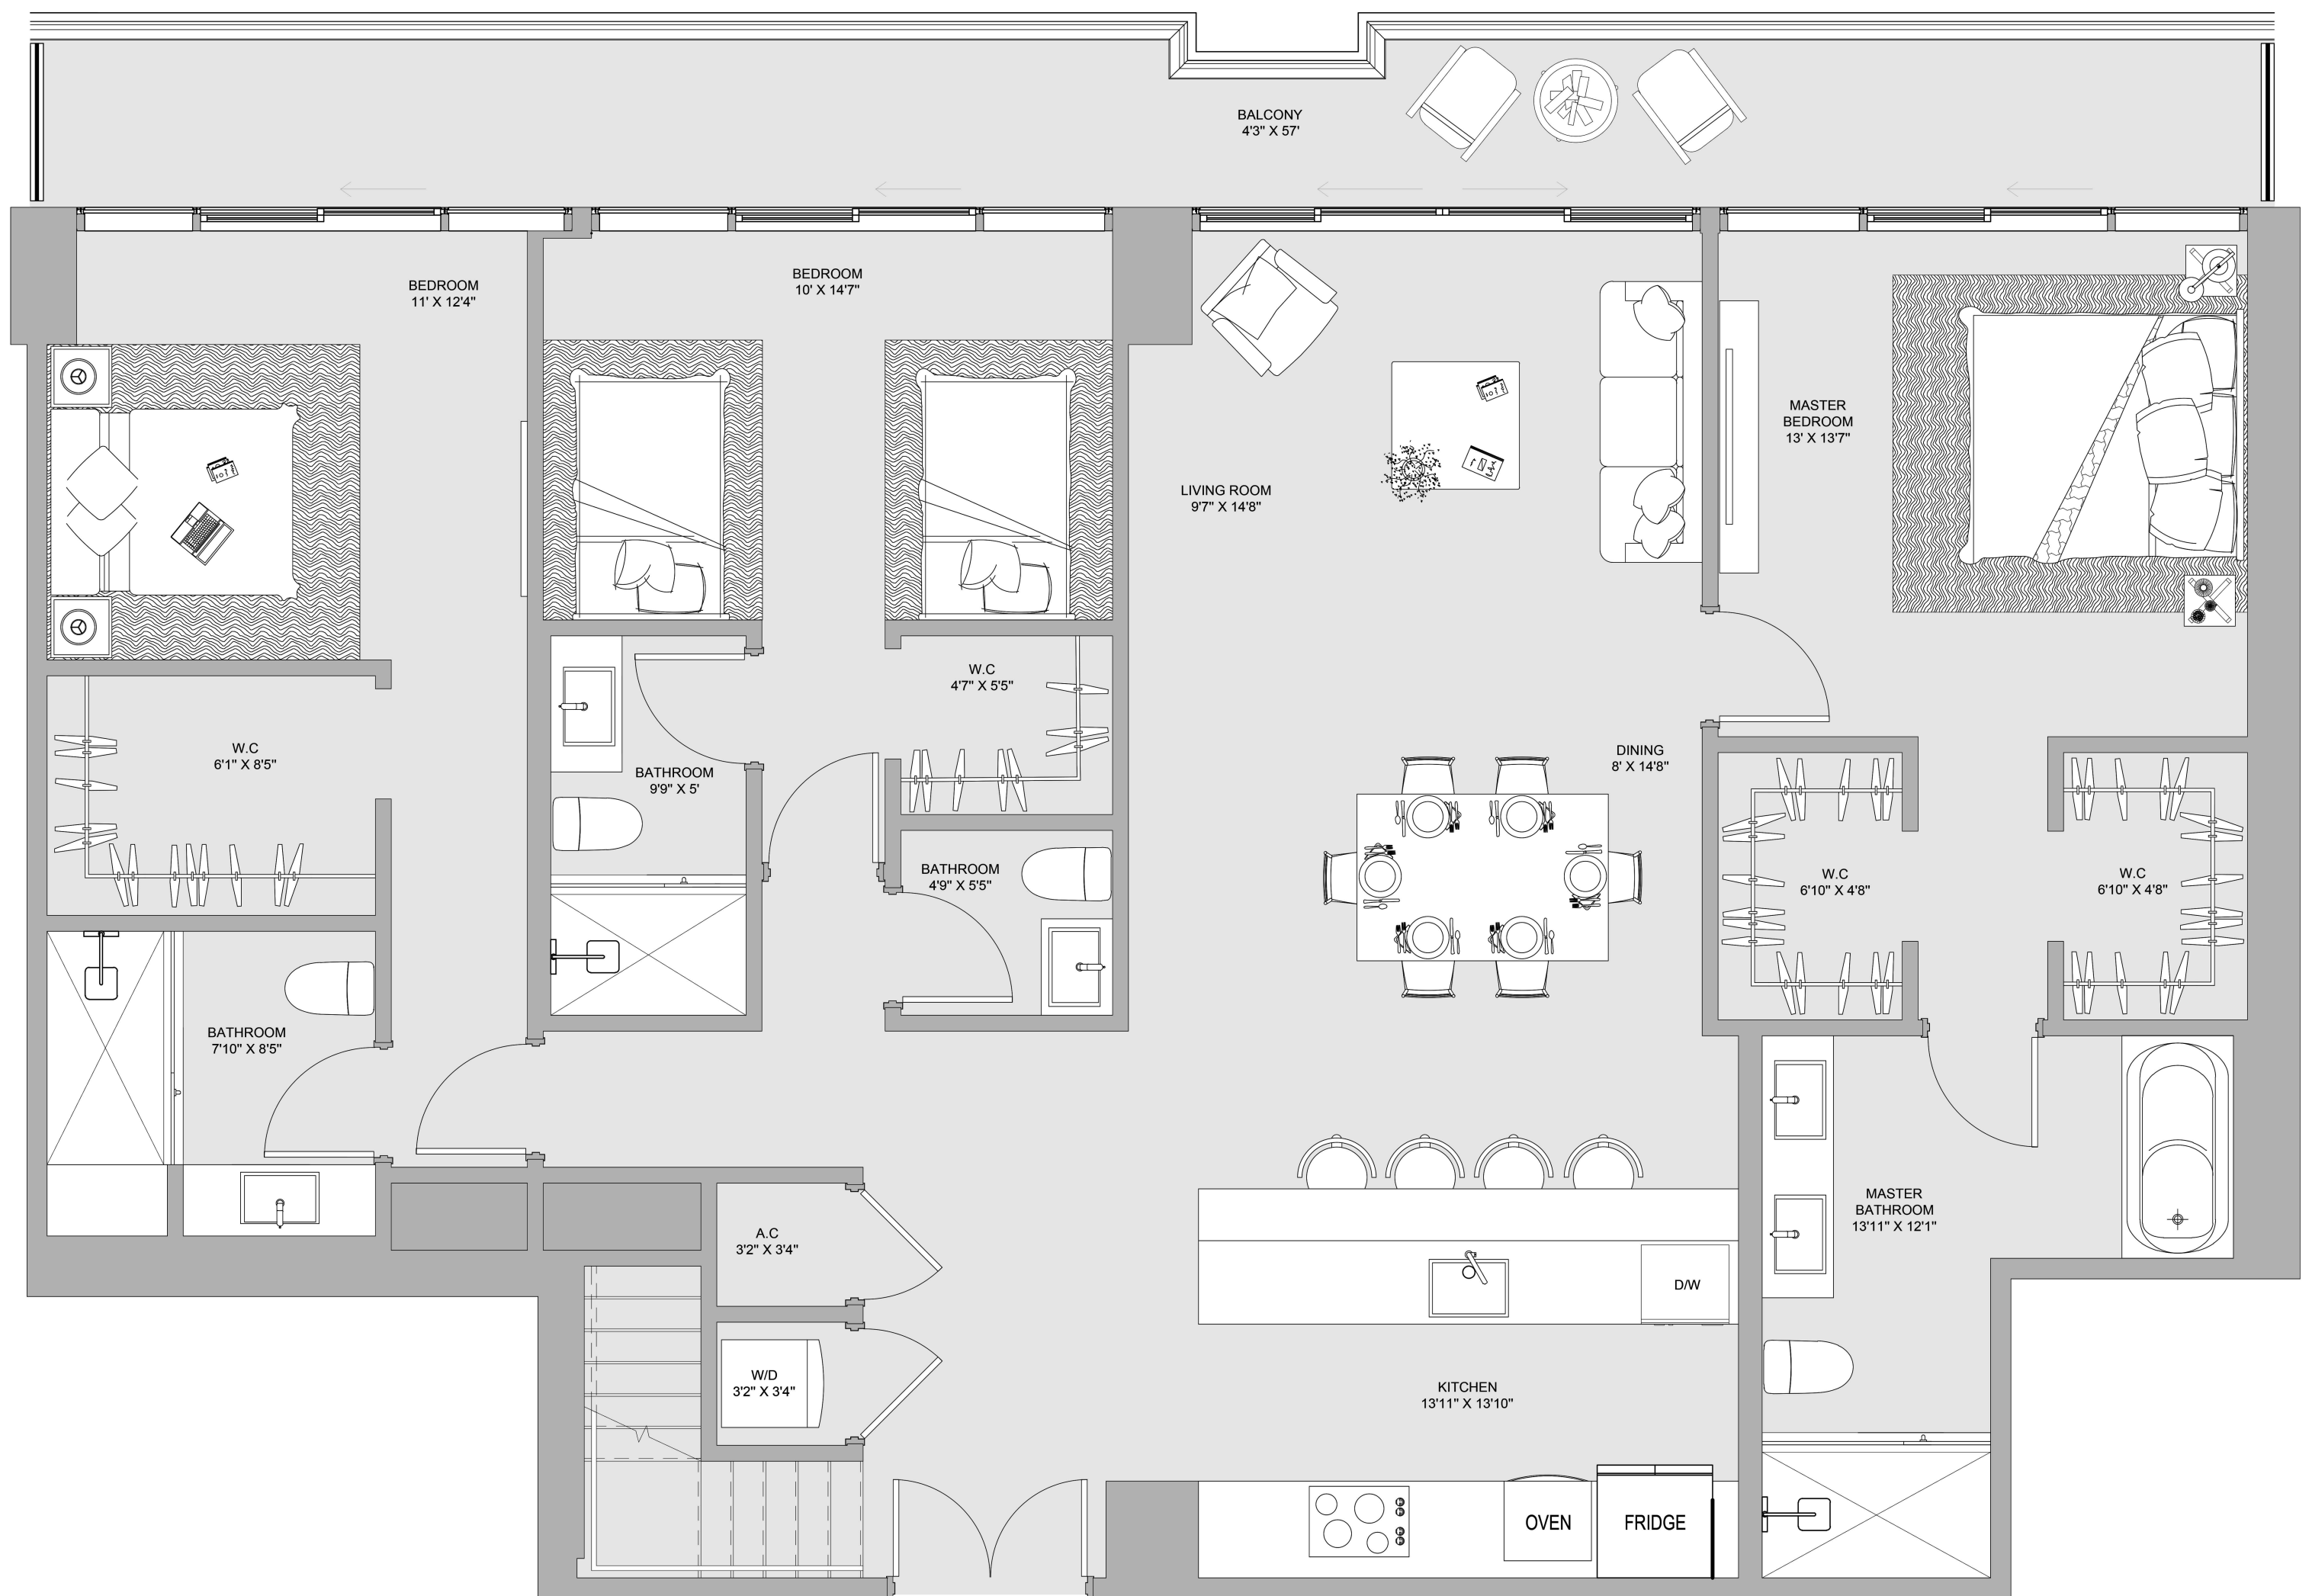 BALCONY
4'3" X 57'
BEDROOM
11' X 12'4"
BEDROOM
10' X 14'7"
MASTER
BEDROOM
13' X 13'7"
LIVING ROOM
9'7" X 14'8"
W.C
4'7" X 5'5"
W.C
6'1" X 8'5"
BATHROOM
9'9" X 5'
DINING
8' X 14'8"
BATHROOM
4'9" X 5'5"
W.C
6'10" X 4'8"
W.C
6'10" X 4'8"
BATHROOM
7'10" X 8'5"
MASTER
BATHROOM
13'11" X 12'1"
A.C
3'2" X 3'4"
D/W
W/D
3'2" X 3'4"
KITCHEN
13'11" X 13'10"
OVEN
FRIDGE